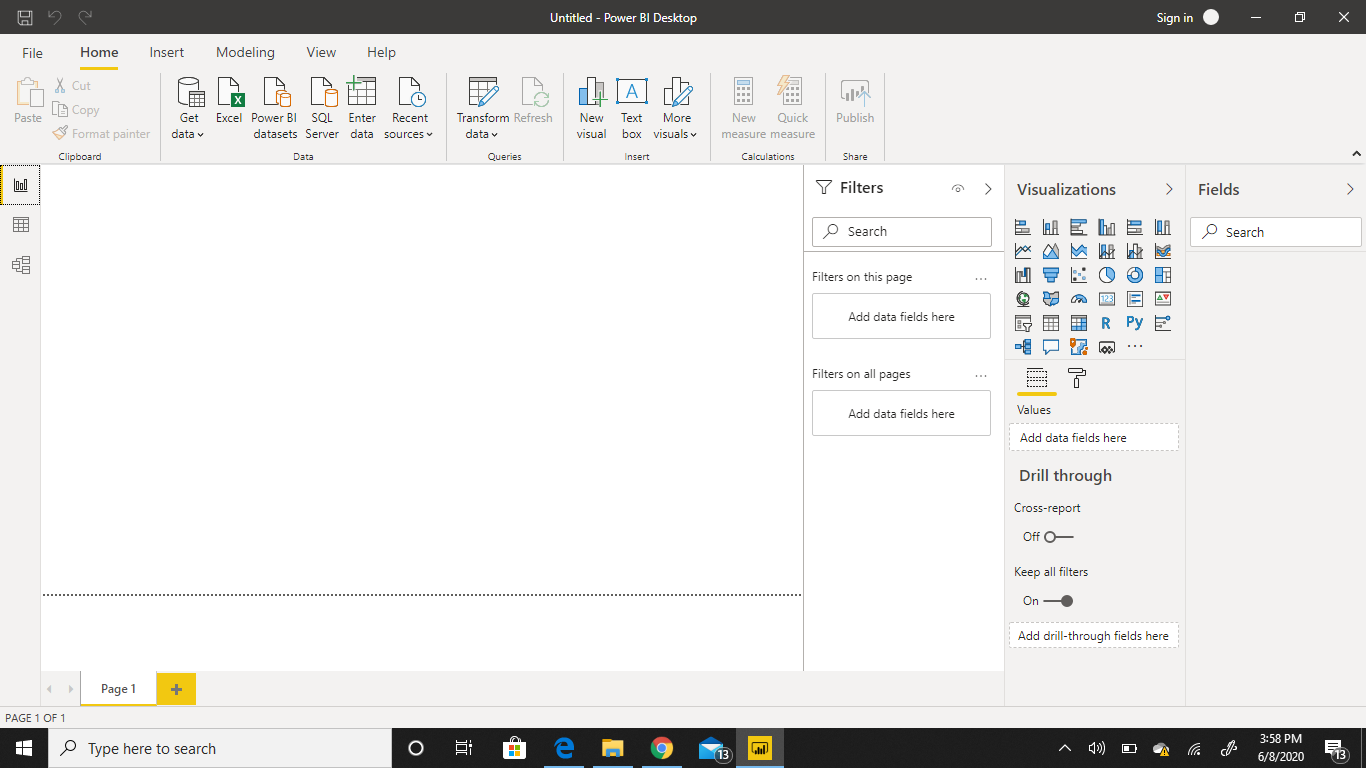 Untitled - Power BI Desktop
Sign in
File Home Insert Modeling View Help
Paste
Cut
Copy
Format painter
Clipboard
Get data
Excel
Power BI datasets
SQL Server
Enter data
Recent sources
Data
Transform data
Refresh
Queries
New visual
Text box
More visuals
Insert
New measure
Quick measure
Calculations
Publish
Share
Filters
Search
Filters on this page
...
Add data fields here
Filters on all pages
...
Add data fields here
Visualizations
123
R
Py
...
Values
Add data fields here
Drill through
Cross-report
Off
Keep all filters
On
Add drill-through fields here
Fields
Search
Page 1
+
PAGE 1 OF 1
Type here to search
13
3:58 PM
6/8/2020
13